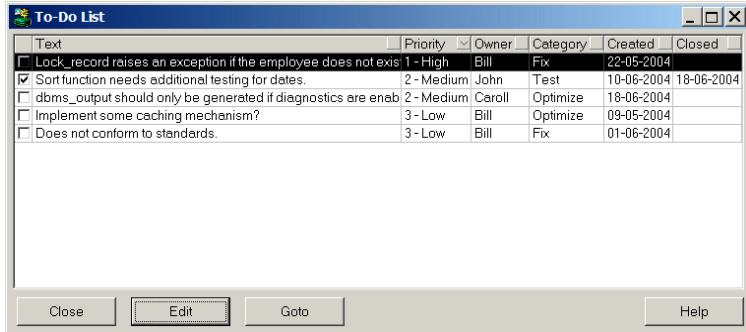 To-Do List
Text Priority Owner Category Created Closed
Lock_record raises an exception if the employee does not exis 1 - High Bill Fix 22-05-2004
Sort function needs additional testing for dates. 2 - Medium John Test 10-06-2004 18-06-2004
dbms_output should only be generated if diagnostics are enab 2 - Medium Caroll Optimize 18-06-2004
Implement some caching mechanism? 3 - Low Bill Optimize 09-05-2004
Does not conform to standards. 3 - Low Bill Fix 01-06-2004
Close Edit Goto Help